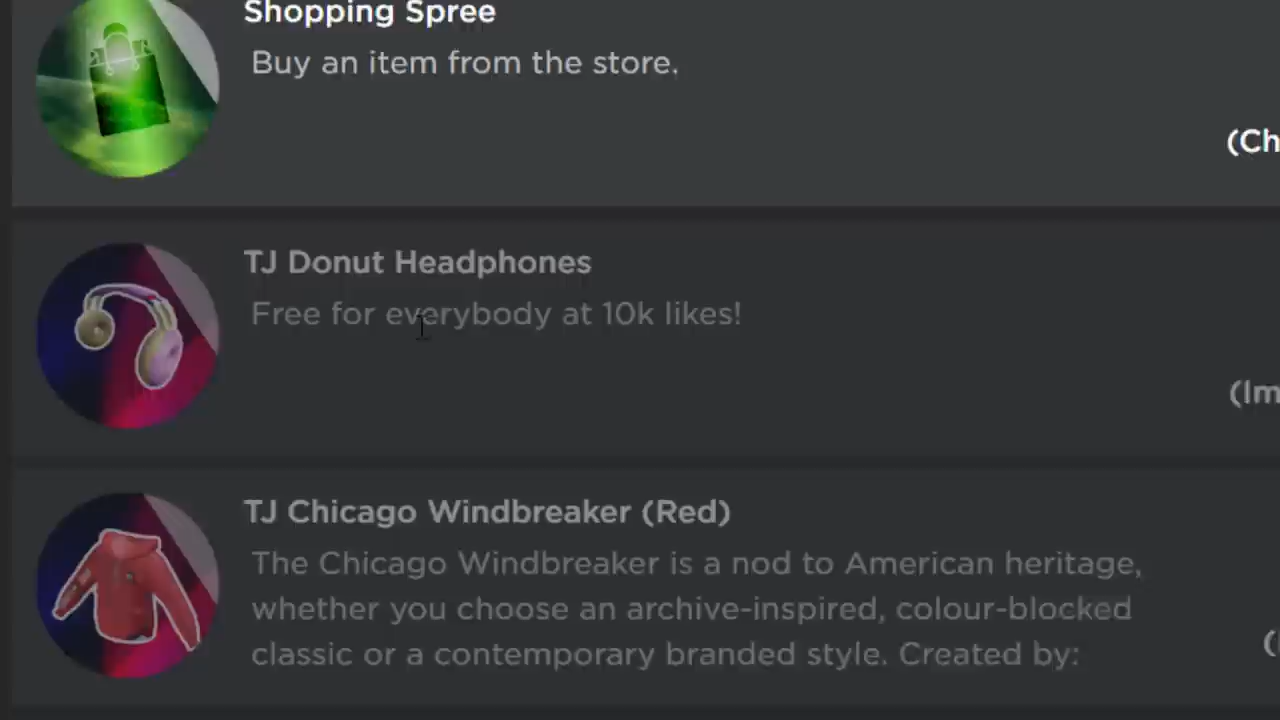 Shopping Spree
Buy an item from the store.
(Ch
TJ Donut Headphones
Free for everybody at 10k likes!
(Im
TJ Chicago Windbreaker (Red)
The Chicago Windbreaker is a nod to American heritage,
whether you choose an archive-inspired, colour-blocked
classic or a contemporary branded style. Created by:
(